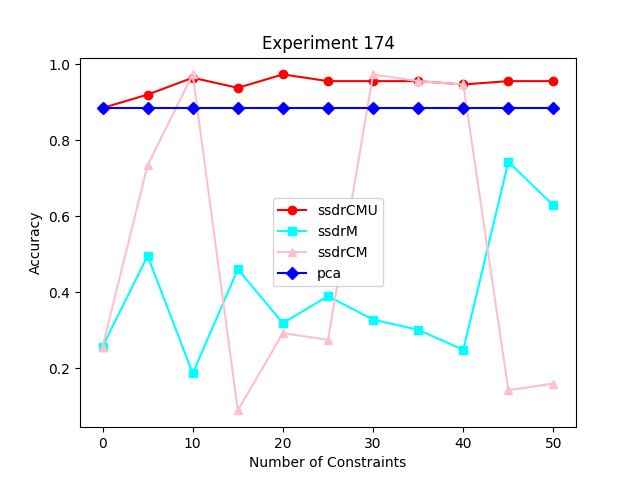 Experiment 174
1.0
0.8
0.6
0.4
0.2
Accuracy
ssdrCMU
ssdrM
ssdrCM
pca
0 10 20 30 40 50
Number of Constraints